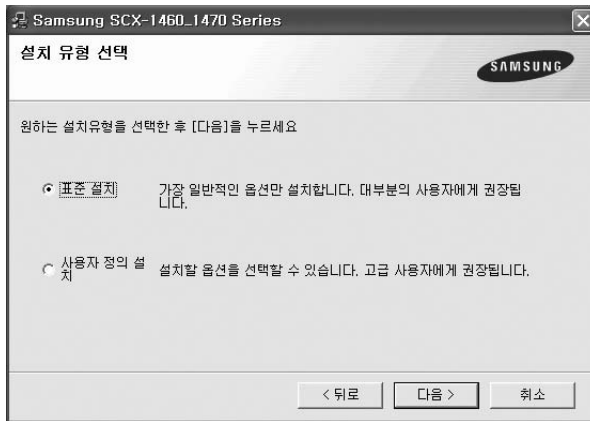 Samsung SCX-1460_1470 Series
설치 유형 선택
SAMSUNG
원하는 설치유형을 선택한 후 [다음]을 누르세요
표준 설치
가장 일반적인 옵션만 설치합니다. 대부분의 사용자에게 권장됩
니다.
사용자 정의 설
치
설치할 옵션을 선택할 수 있습니다. 고급 사용자에게 권장됩니다.
< 뒤로
다음 >
취소